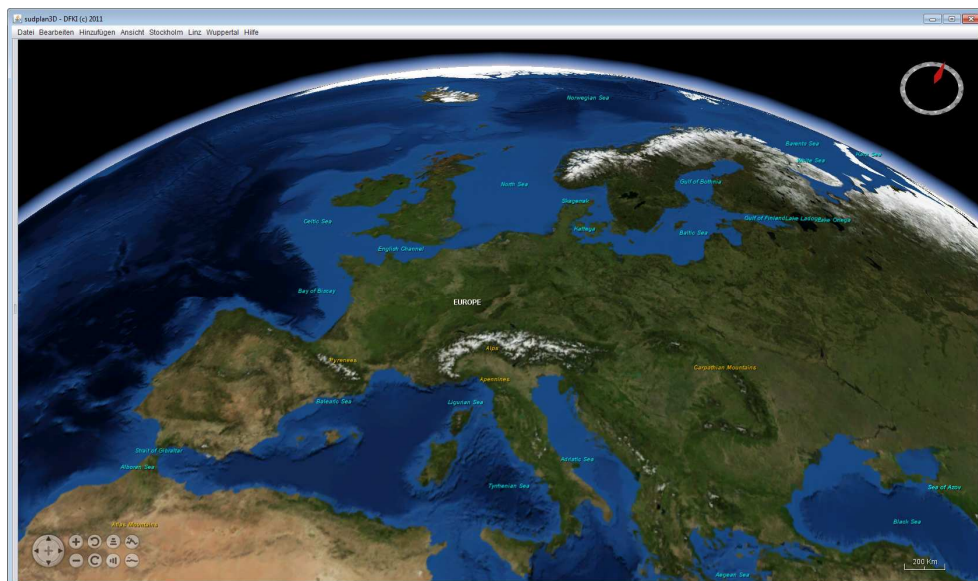 sudplan3D - DFKI (c) 2011
Datei Bearbeiten Hinzufügen Ansicht Stockholm Linz Wuppertal Hilfe
Norwegian Sea
Barents Sea
Kara Sea
White Sea
Gulf of Bothnia
North Sea
Skagerrak
Celtic Sea
Gulf of Finland
Lake Ladoga
Lake Onega
Kattega
Baltic Sea
English Channel
Bay of Biscay
EUROPE
Alps
Pyrenees
Carpathian Mountains
Apennines
Balearic Sea
Ligurian Sea
Strait of Gibraltar
Adriatic Sea
Alboran Sea
Tyrrhenian Sea
Sea of Azov
Black Sea
Atlas Mountains
200 Km
Aegean Sea